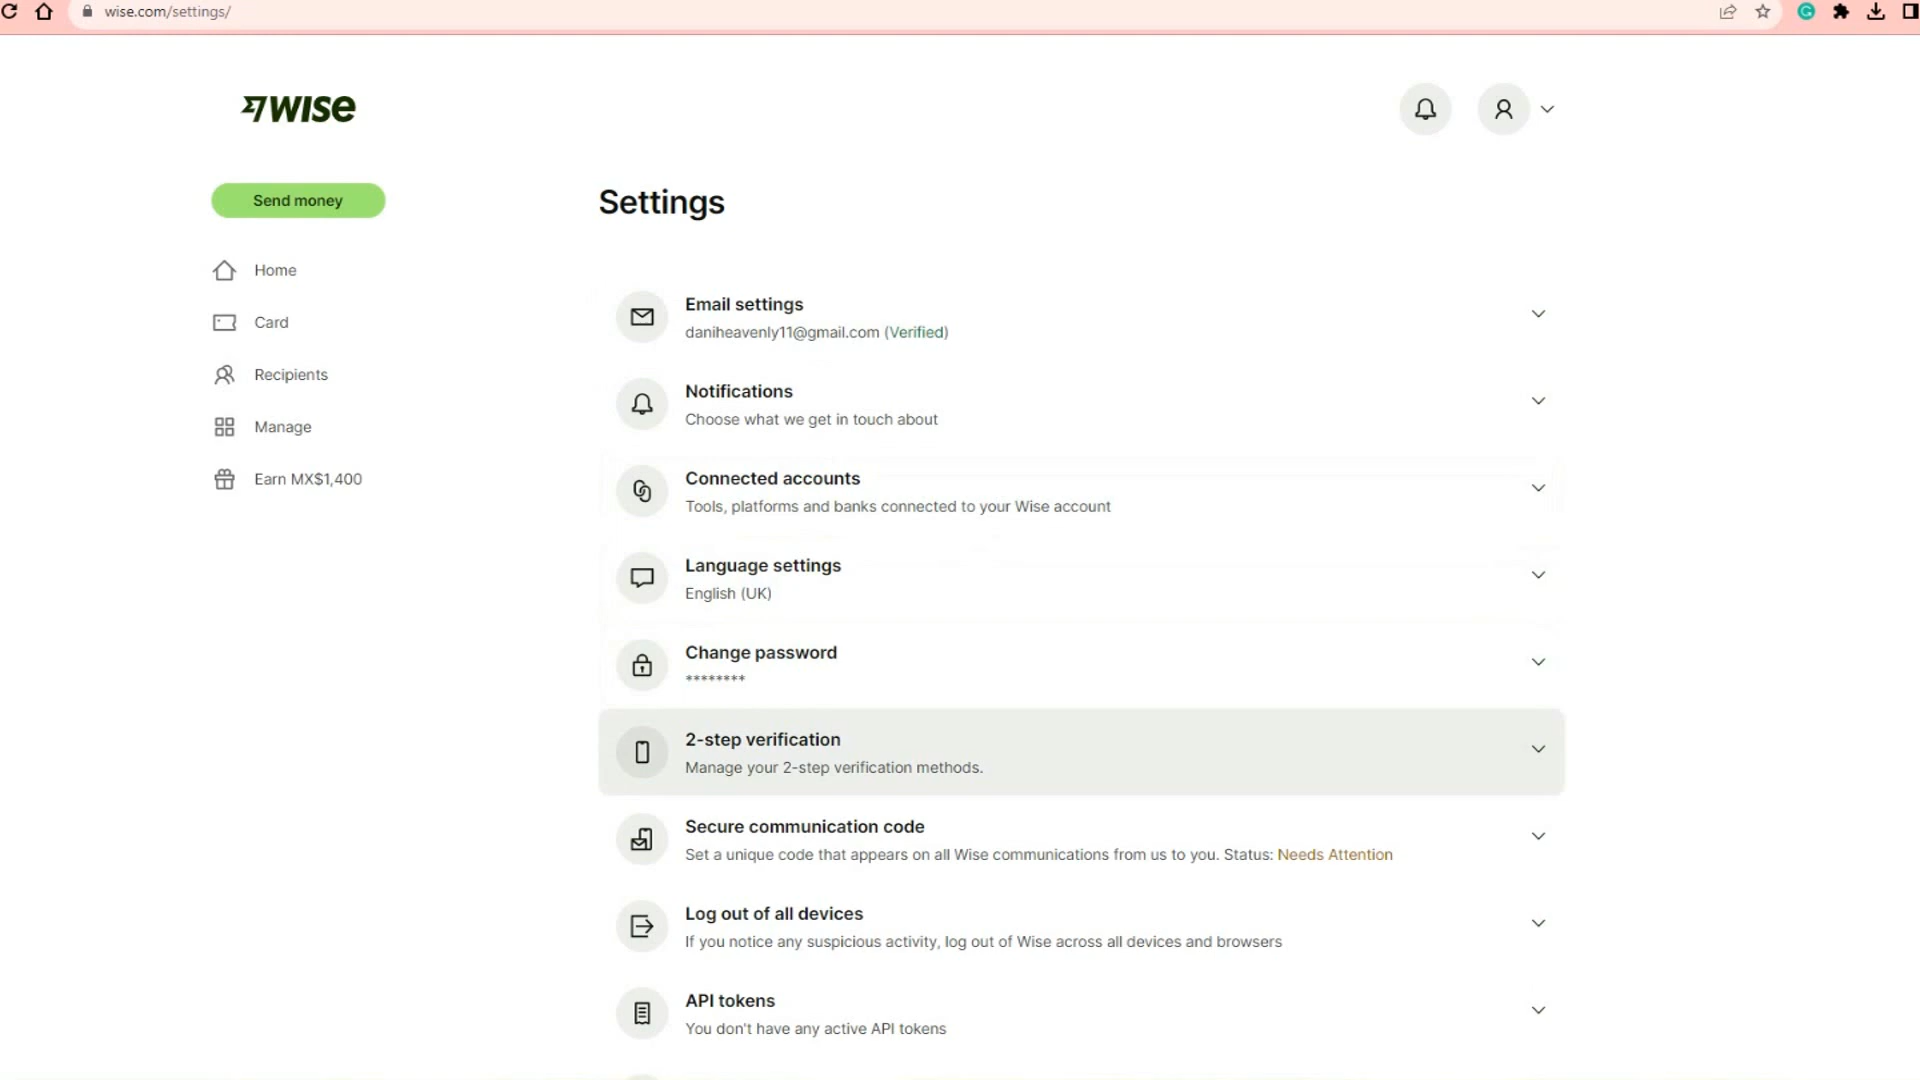 wise.com/settings/
WISE
Send money
Home
Card
Recipients
Manage
Earn MX$1,400
Settings
Email settings
daniheavenly11@gmail.com (Verified)
Notifications
Choose what we get in touch about
Connected accounts
Tools, platforms and banks connected to your Wise account
Language settings
English (UK)
Change password
********
2-step verification
Manage your 2-step verification methods.
Secure communication code
Set a unique code that appears on all Wise communications from us to you. Status: Needs Attention
Log out of all devices
If you notice any suspicious activity, log out of Wise across all devices and browsers
API tokens
You don't have any active API tokens